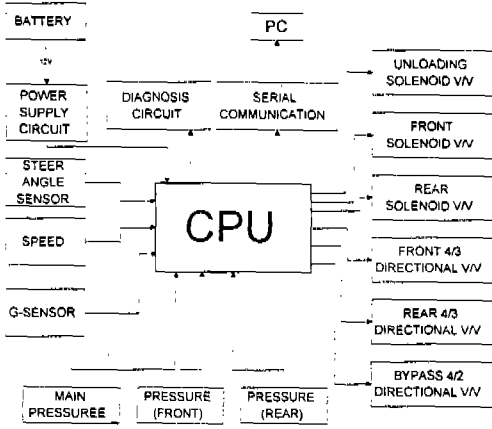 BATTERY
12V
POWER
SUPPLY
CIRCUIT
STEER
ANGLE
SENSOR
SPEED
G-SENSOR
PC
DIAGNOSIS
CIRCUIT
SERIAL
COMMUNICATION
CPU
UNLOADING
SOLENOID V/V
FRONT
SOLENOID V/V
REAR
SOLENOID V/V
FRONT 4/3
DIRECTIONAL V/V
REAR 4/3
DIRECTIONAL V/V
BYPASS 4/2
DIRECTIONAL V/V
MAIN
PRESSUREE
PRESSURE
(FRONT)
PRESSURE
(REAR)